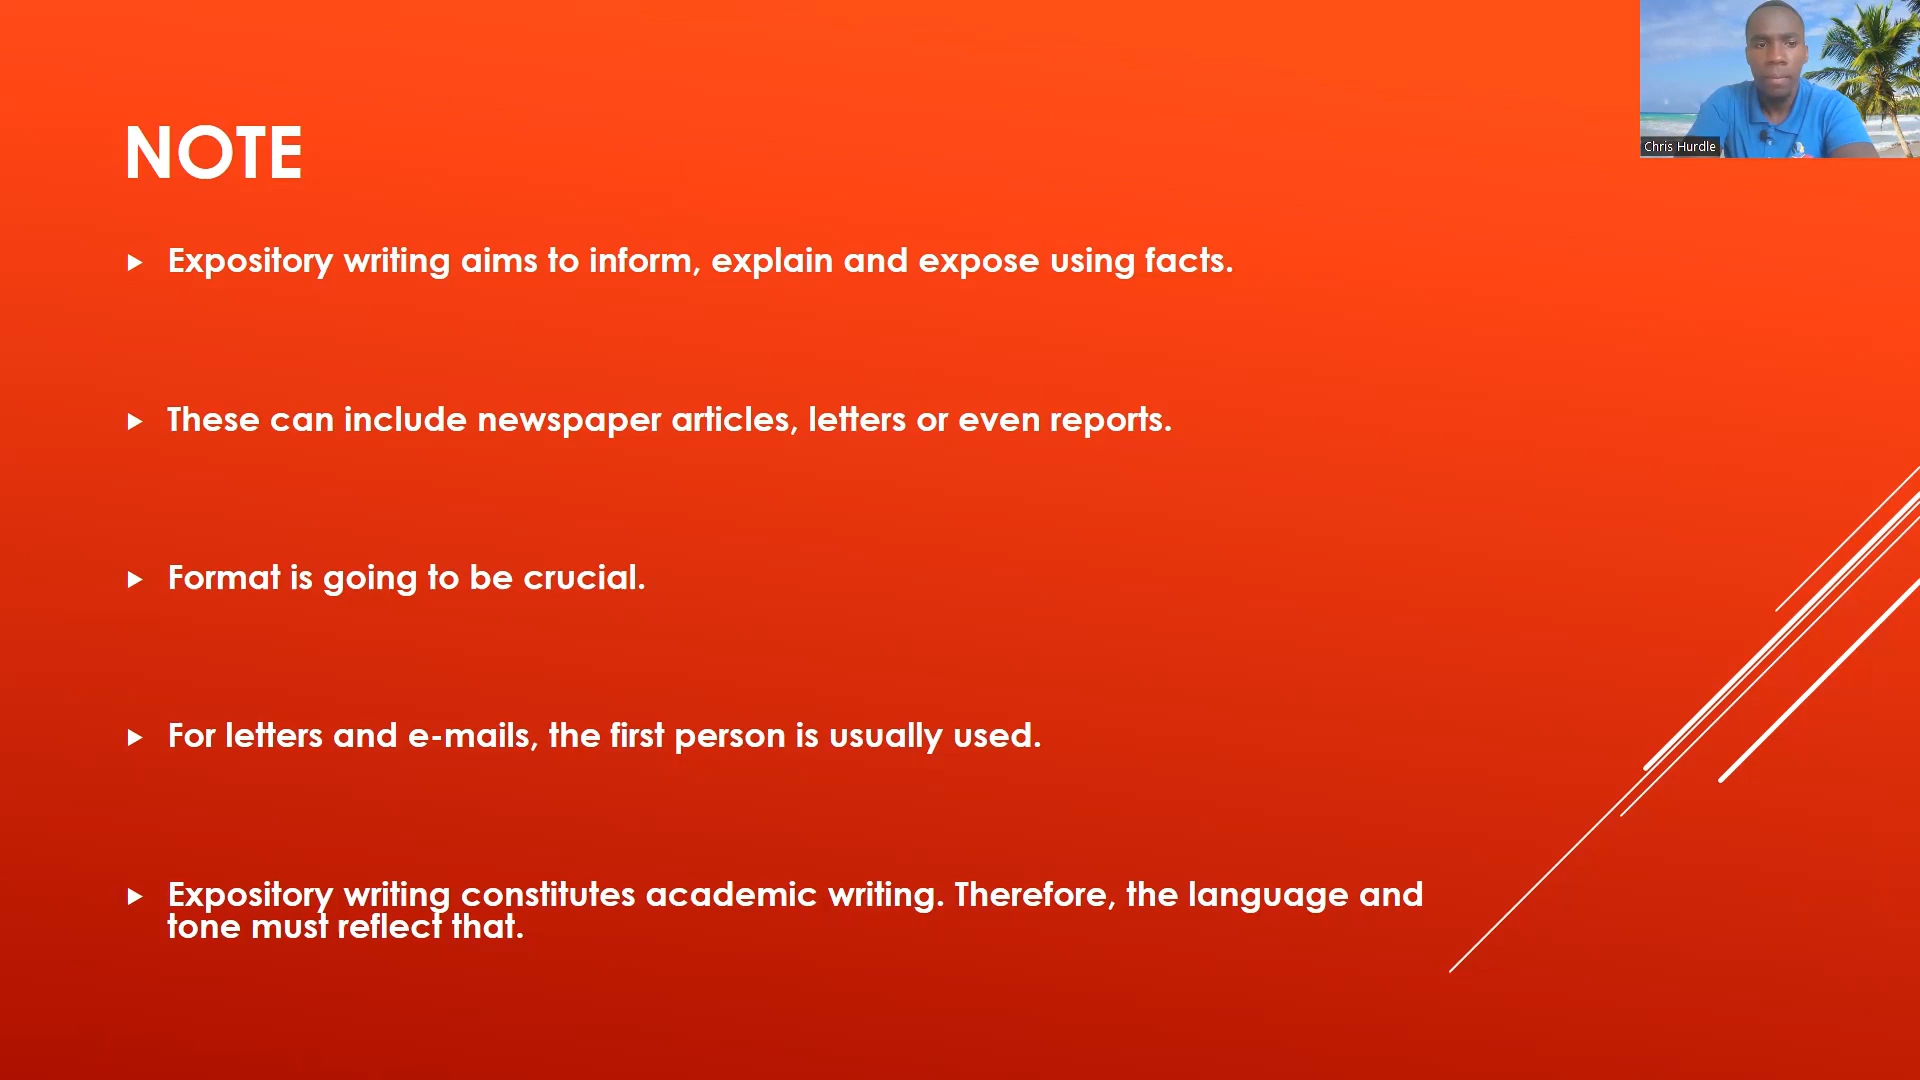 NOTE
Expository writing aims to inform, explain and expose using facts.
These can include newspaper articles, letters or even reports.
Format is going to be crucial.
For letters and e-mails, the first person is usually used.
Expository writing constitutes academic writing. Therefore, the language and
tone must reflect that.
Chris Hurdle